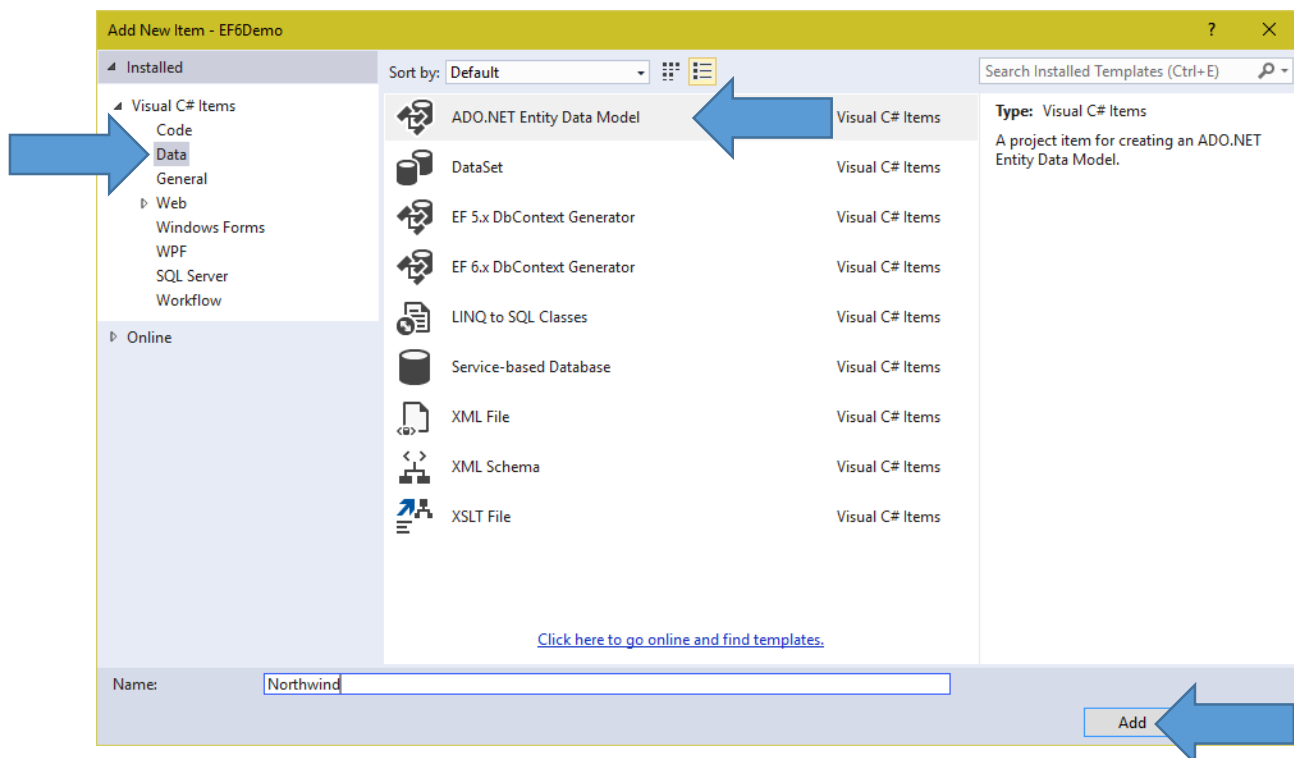 Add New Item - EF6Demo
?
Installed
Sort by: Default
Search Installed Templates (Ctrl+E)
Visual C# Items
Code
Data
General
Web
Windows Forms
WPF
SQL Server
Workflow
Online
ADO.NET Entity Data Model Visual C# Items
DataSet Visual C# Items
EF 5.x DbContext Generator Visual C# Items
EF 6.x DbContext Generator Visual C# Items
LINQ to SQL Classes Visual C# Items
Service-based Database Visual C# Items
XML File Visual C# Items
XML Schema Visual C# Items
XSLT File Visual C# Items
Click here to go online and find templates.
Type: Visual C# Items
A project item for creating an ADO.NET
Entity Data Model.
Name: Northwind
Add